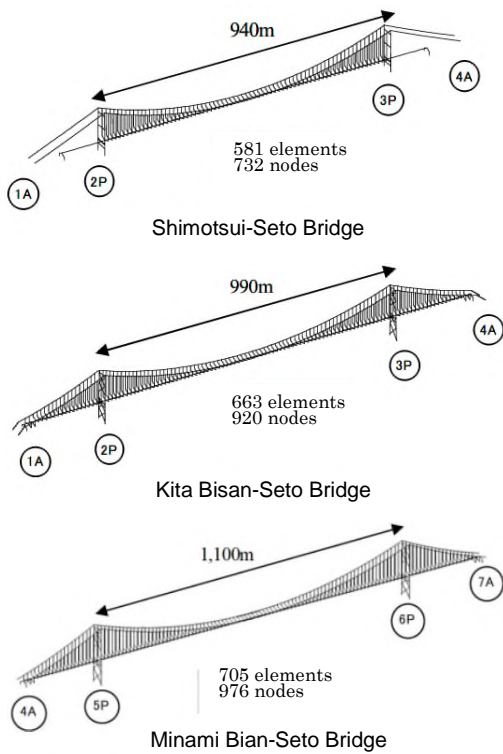 940m
4A
3P
581 elements
732 nodes
2P
1A
Shimotsui-Seto Bridge
990m
4A
3P
663 elements
920 nodes
2P
1A
Kita Bisan-Seto Bridge
1,100m
7A
6P
705 elements
976 nodes
5P
4A
Minami Bian-Seto Bridge